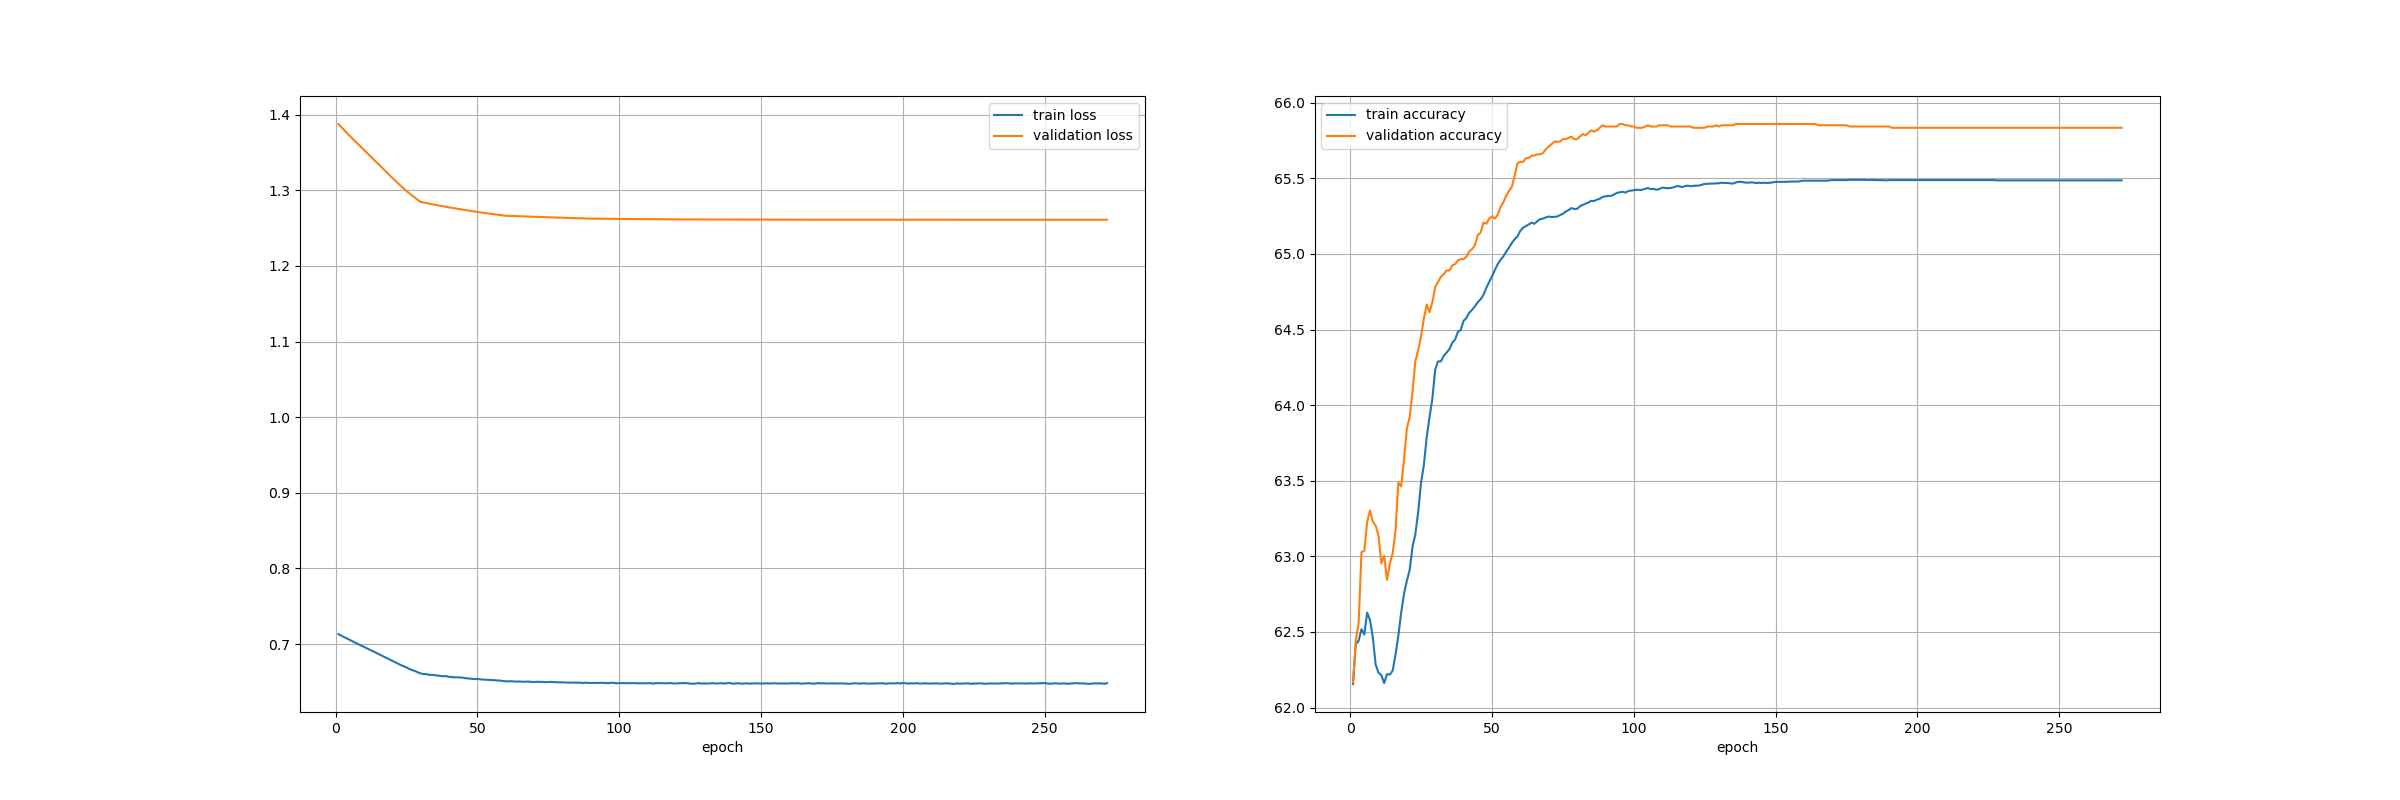 1.4
1.3
1.2
1.1
1.0
0.9
0.8
0.7
0 50 100 150 200 250
epoch
train loss
validation loss
66.0
65.5
65.0
64.5
64.0
63.5
63.0
62.5
62.0
0 50 100 150 200 250
epoch
train accuracy
validation accuracy